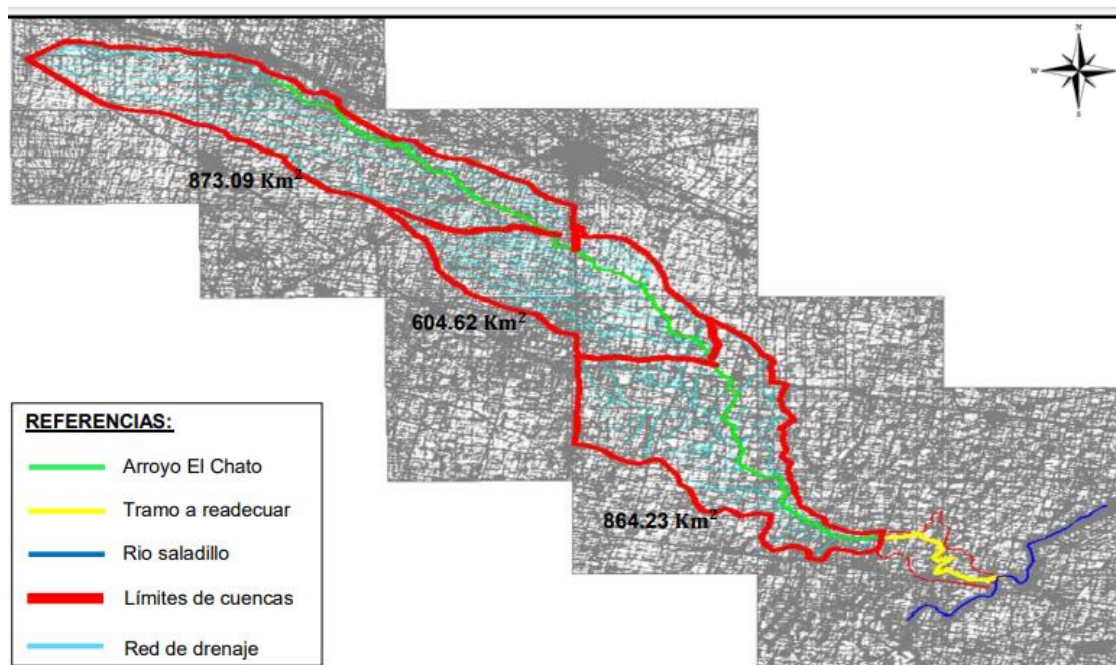 N
W
E
S
873.09 Km²
604.62 Km²
864.23 Km²
REFERENCIAS:
Arroyo El Chato
Tramo a readecuar
Rio saladillo
Límites de cuencas
Red de drenaje